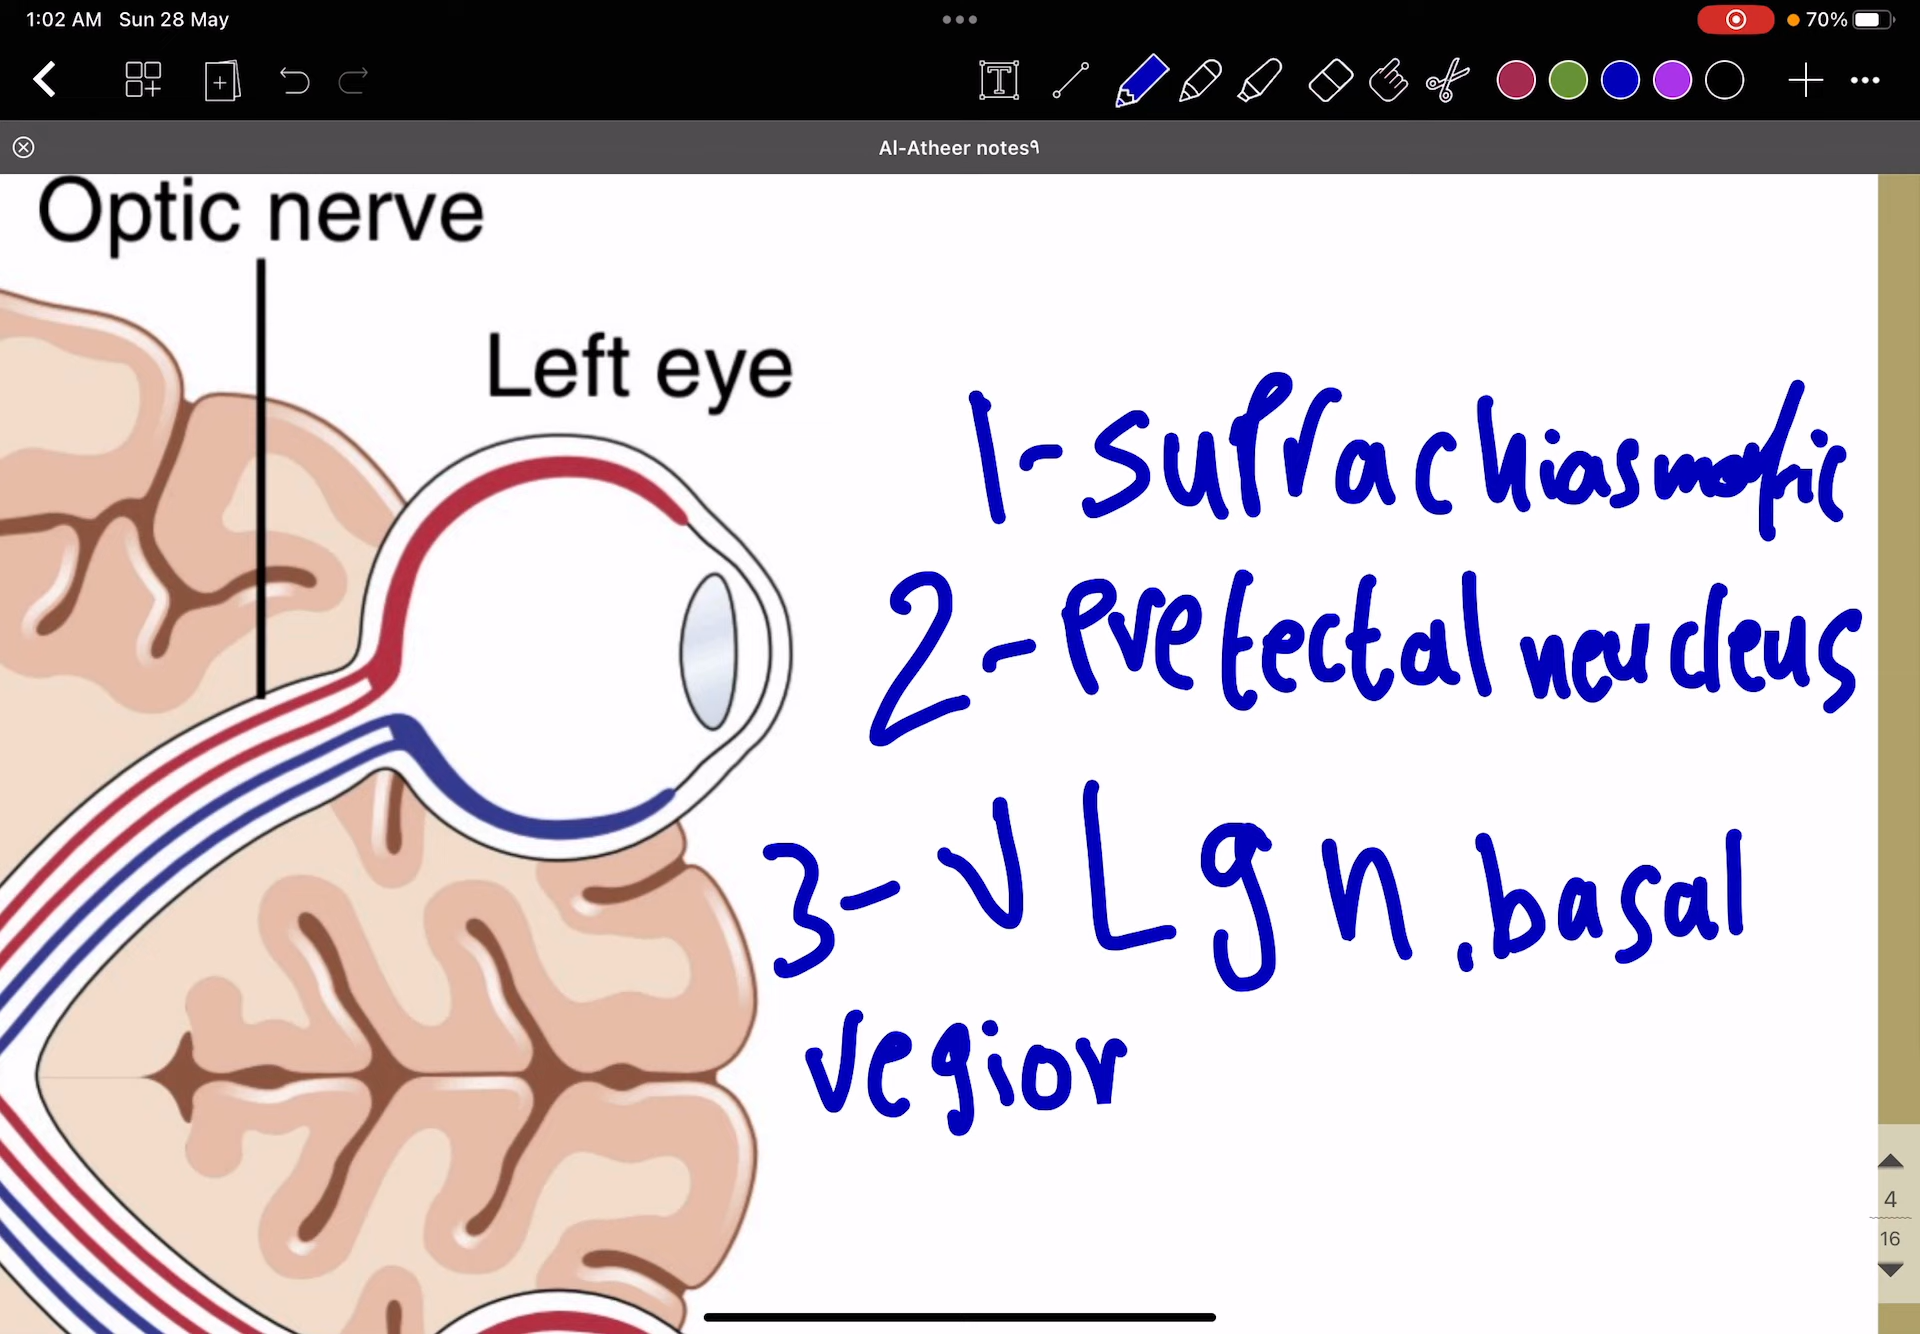 1:02 AM Sun 28 May
70%
Al-Atheer notes٩
Optic nerve
Left eye
1- suprachiasmatic
2- Pretectal neucleus
3- VLgn. basal
region
4
16